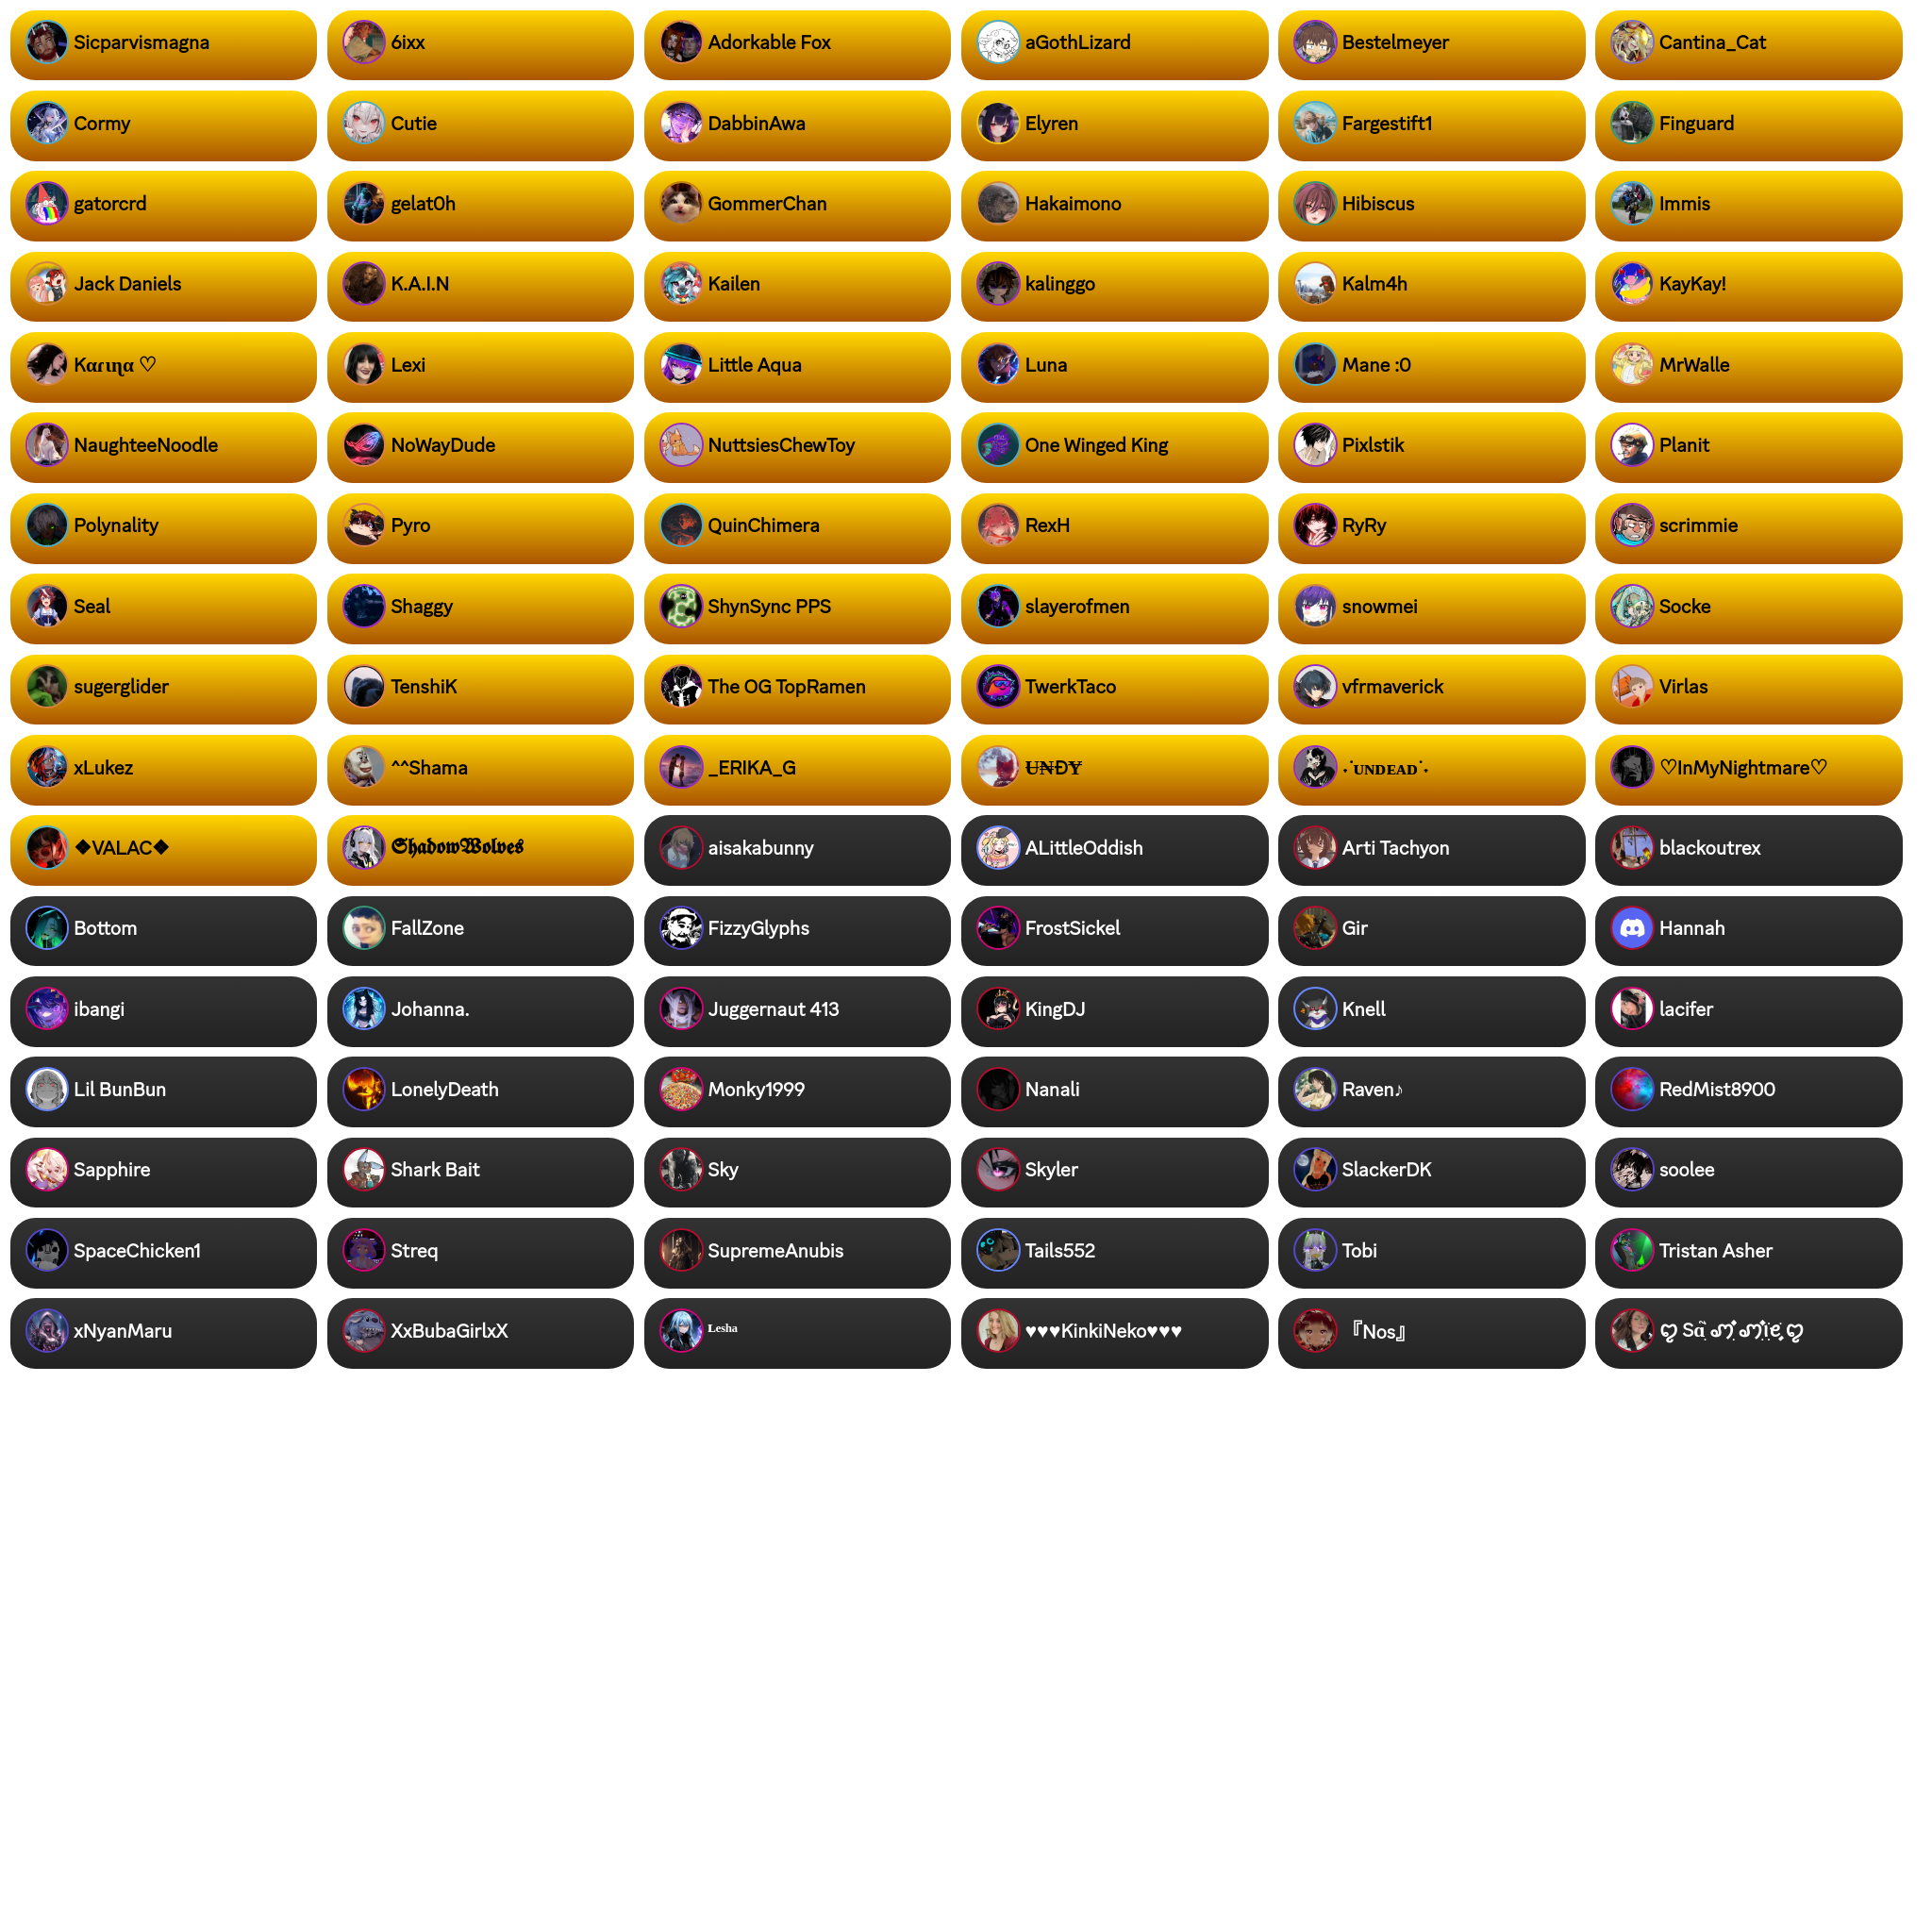 Sicparvismagna 6ixx Adorkable Fox aGothLizard Bestelmeyer Cantina_Cat
Cormy Cutie DabbinAwa Elyren Fargestift1 Finguard
gatorcrd gelat0h GommerChan Hakaimono Hibiscus Immis
Jack Daniels K.A.I.N Kailen kalinggo Kalm4h KayKay!
Kαɾιɳα ♡ Lexi Little Aqua Luna Mane :0 MrWalle
NaughteeNoodle NoWayDude NuttsiesChewToy One Winged King Pixlstik Planit
Polynality Pyro QuinChimera RexH RyRy scrimmie
Seal Shaggy ShynSync PPS slayerofmen snowmei Socke
sugerglider TenshiK The OG TopRamen TwerkTaco vfrmaverick Virlas
xLukez ^^Shama _ERIKA_G U̶N̶Đ̶Y̶ ˖˙ᴜɴᴅᴇᴀᴅ˙˖ ♡InMyNightmare♡
❖VALAC❖ 𝕾𝖍𝖆𝖉𝖔𝖜𝖂𝖔𝖑𝖛𝖊𝖘 aisakabunny ALittleOddish Arti Tachyon blackoutrex
Bottom FallZone FizzyGlyphs FrostSickel Gir Hannah
ibangi Johanna. Juggernaut 413 KingDJ Knell lacifer
Lil BunBun LonelyDeath Monky1999 Nanali Raven♪ RedMist8900
Sapphire Shark Bait Sky Skyler SlackerDK soolee
SpaceChicken1 Streq SupremeAnubis Tails552 Tobi Tristan Asher
xNyanMaru XxBubaGirlxX ᴸᵉˢʰᵃ ♥♥♥KinkiNeko♥♥♥ 『Nos』